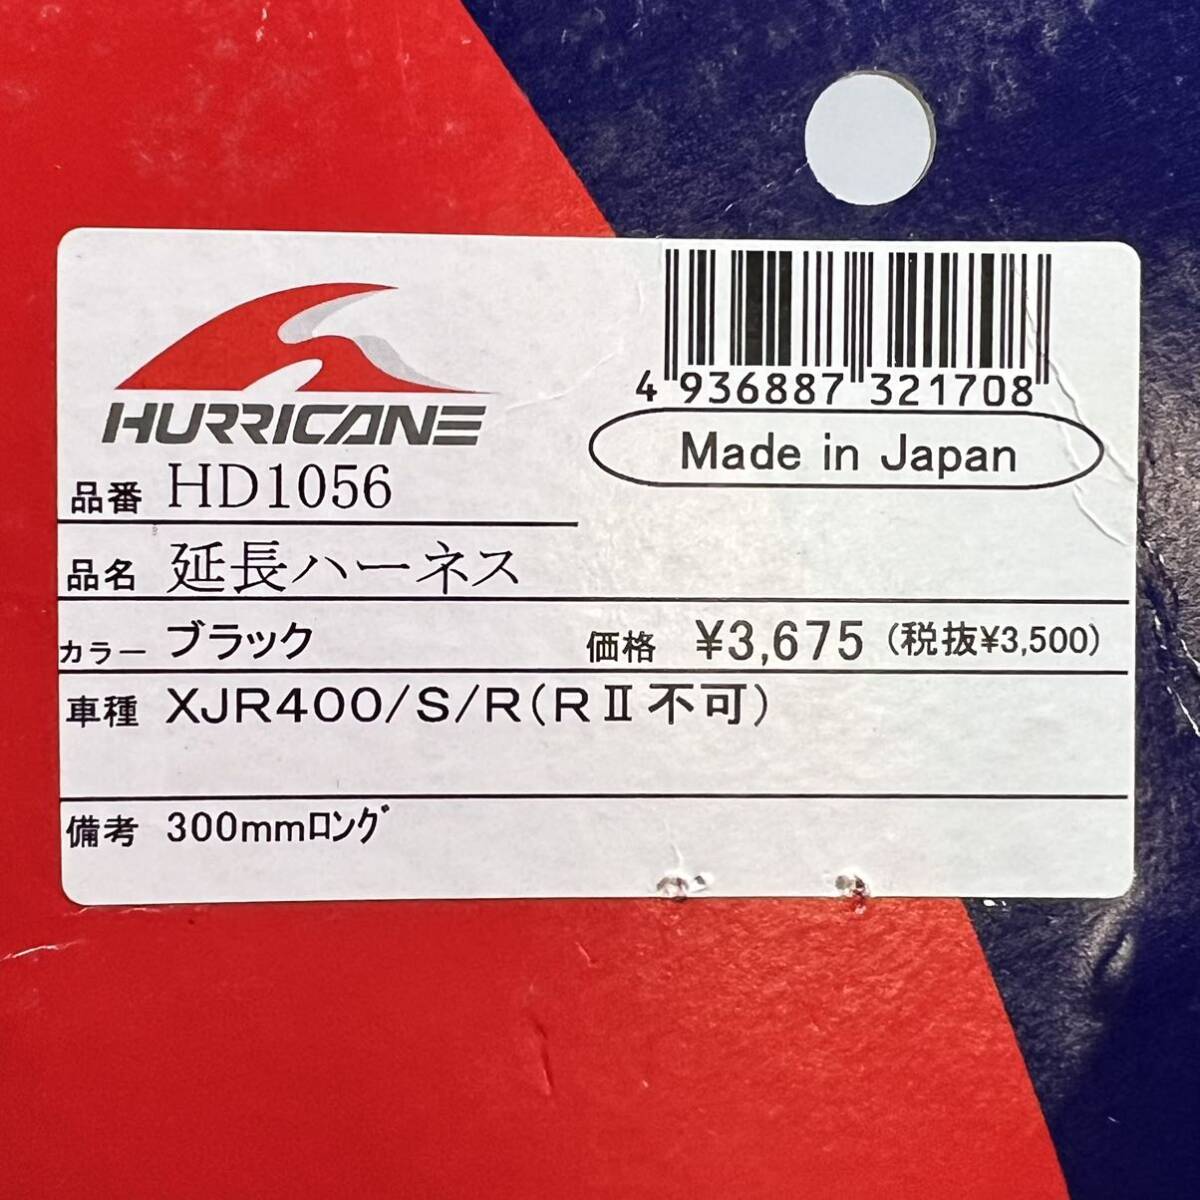 HURRICANE
4 936887 321708
Made in Japan
品番 HD1056
品名 延長ハーネス
カラー ブラック 価格 ¥3,675 (税抜¥3,500)
車種 XJR400/S/R(RⅡ不可)
備考 300mmﾛﾝｸﾞ